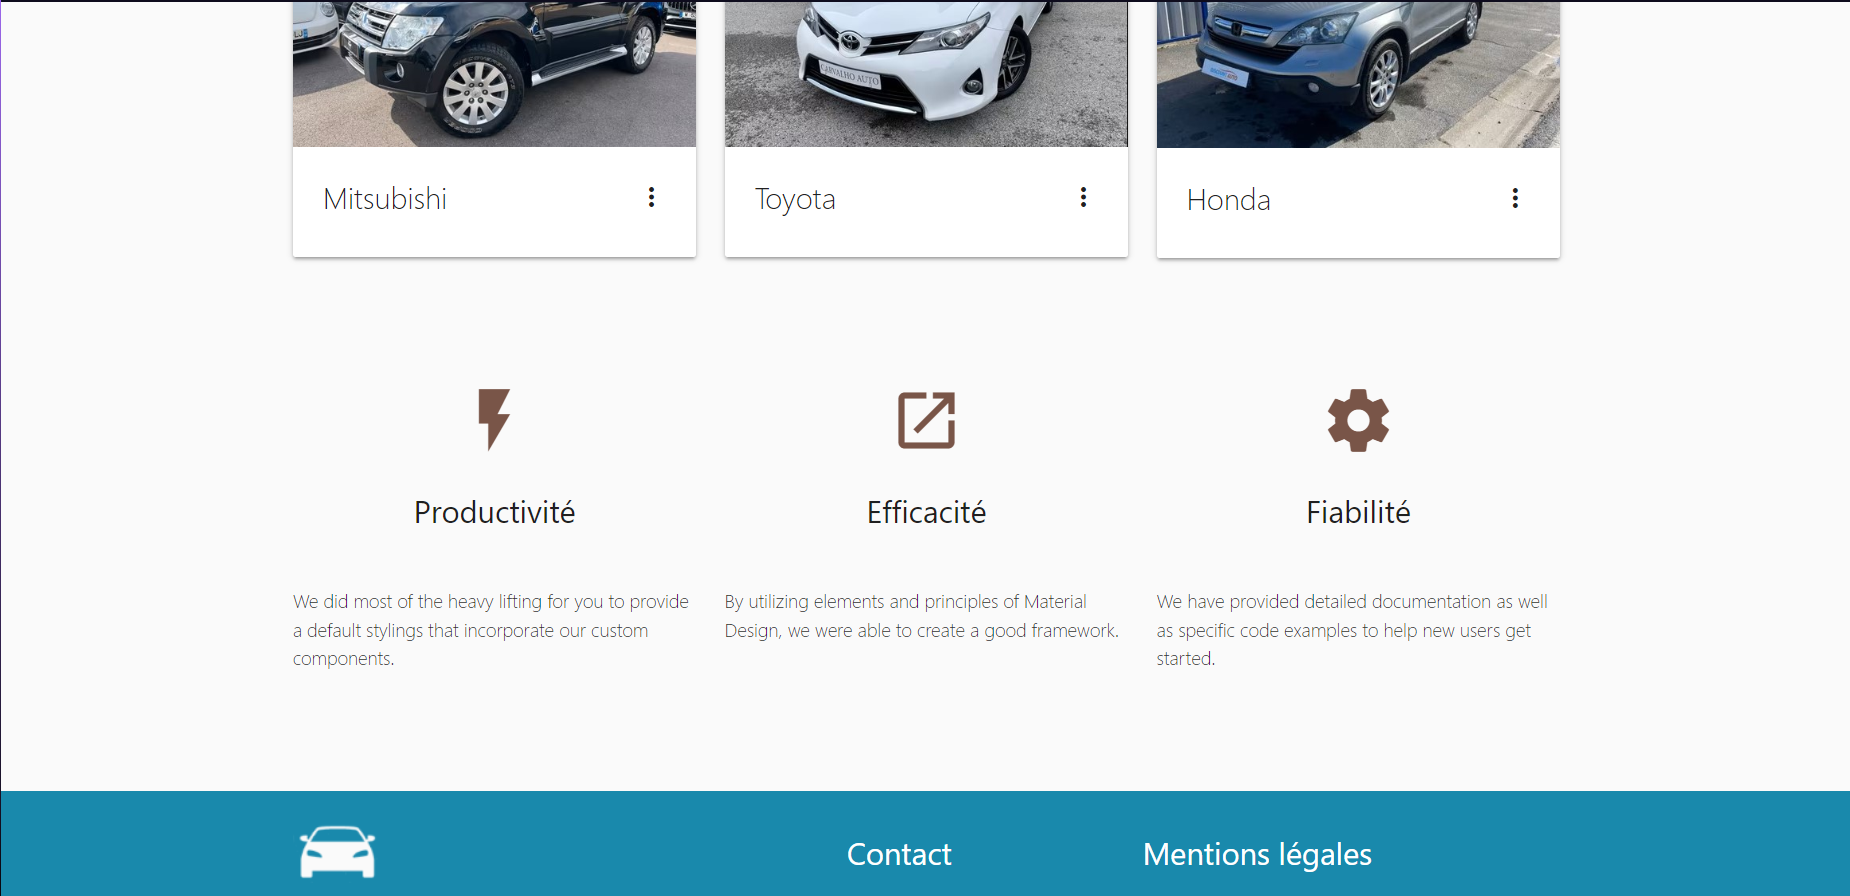 CARVALHO AUTO
Mitsubishi
Toyota
Honda
Productivité
Efficacité
Fiabilité
We did most of the heavy lifting for you to provide
a default stylings that incorporate our custom
components.
By utilizing elements and principles of Material
Design, we were able to create a good framework.
We have provided detailed documentation as well
as specific code examples to help new users get
started.
Contact
Mentions légales